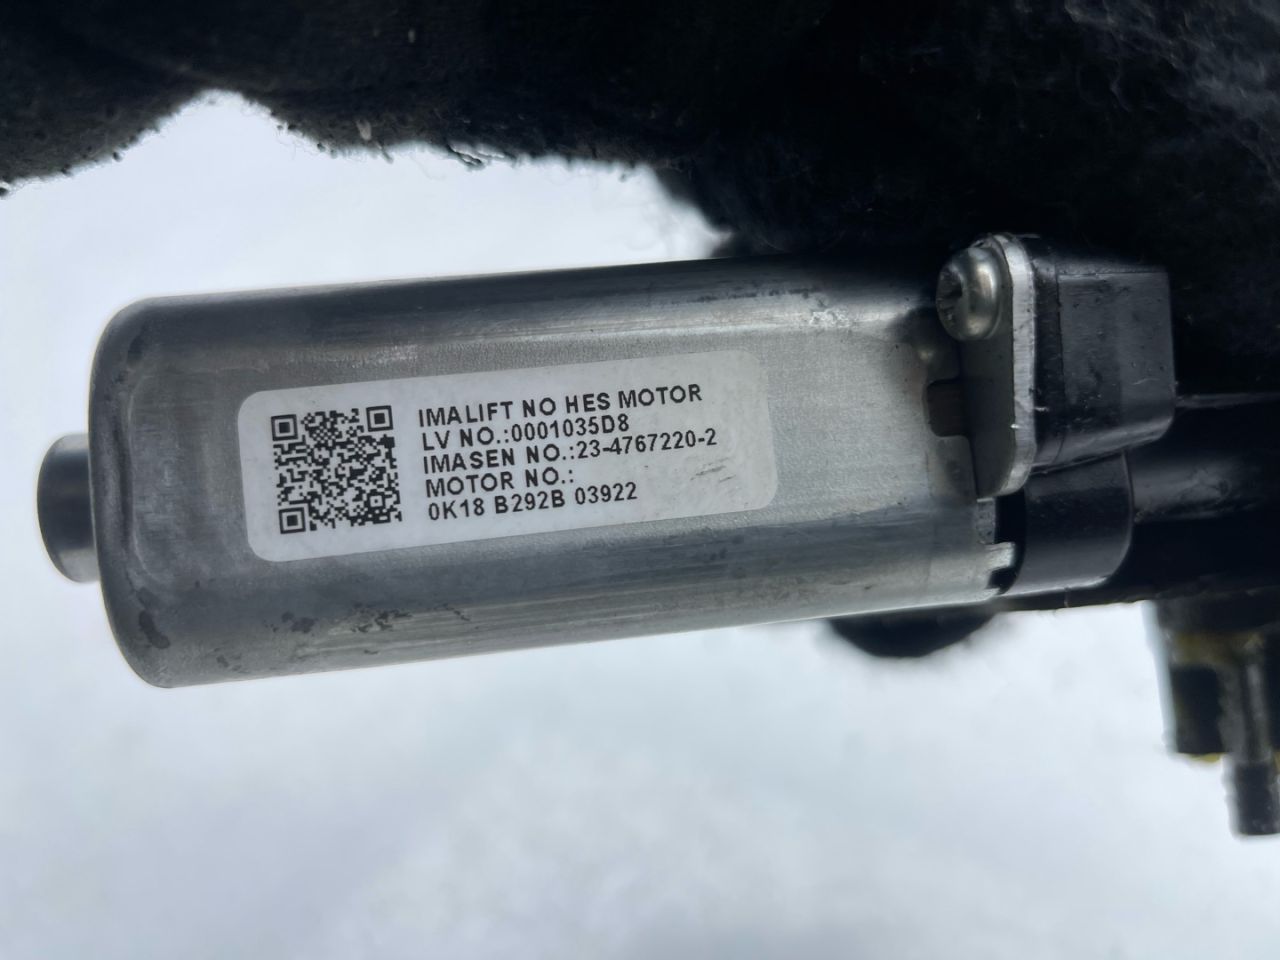 IMALIFT NO HES MOTOR
LV NO.:0001035D8
IMASEN NO.:23-4767220-2
MOTOR NO.:
0K18 B292B 03922